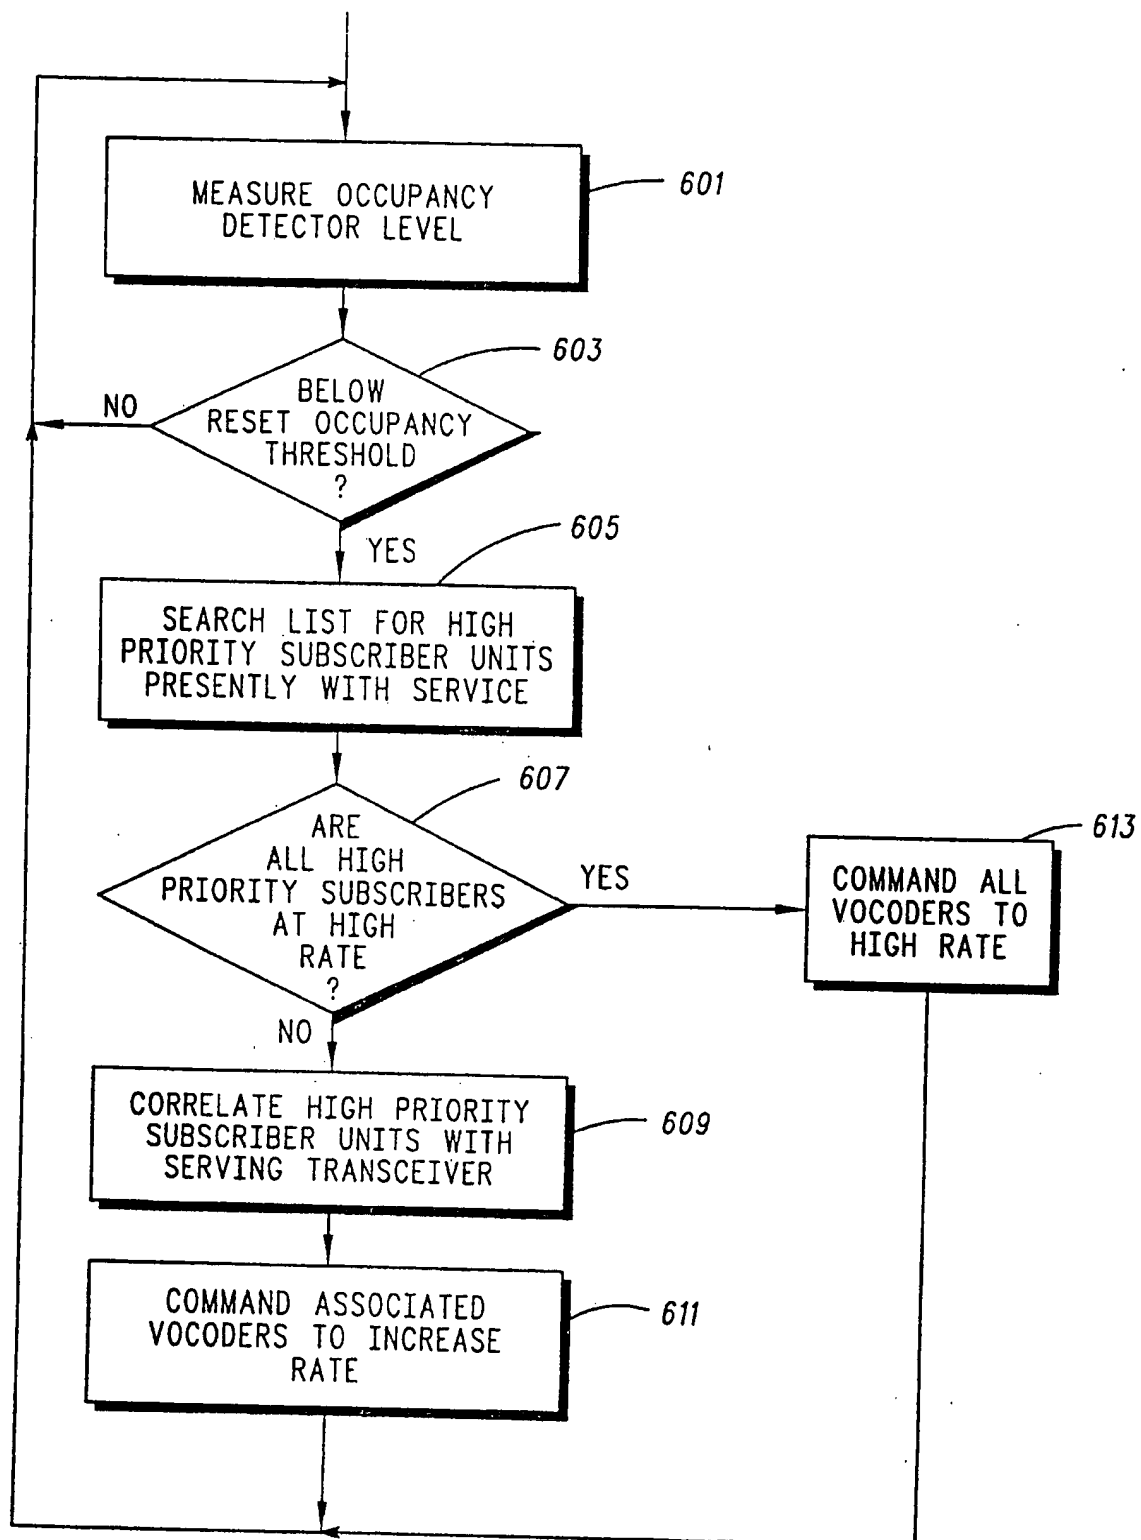 MEASURE OCCUPANCY
DETECTOR LEVEL
601
603
BELOW
RESET OCCUPANCY
THRESHOLD
?
NO
YES
605
SEARCH LIST FOR HIGH
PRIORITY SUBSCRIBER UNITS
PRESENTLY WITH SERVICE
607
ARE
ALL HIGH
PRIORITY SUBSCRIBERS
AT HIGH
RATE
?
YES
NO
613
COMMAND ALL
VOCODERS TO
HIGH RATE
CORRELATE HIGH PRIORITY
SUBSCRIBER UNITS WITH
SERVING TRANSCEIVER
609
COMMAND ASSOCIATED
VOCODERS TO INCREASE
RATE
611